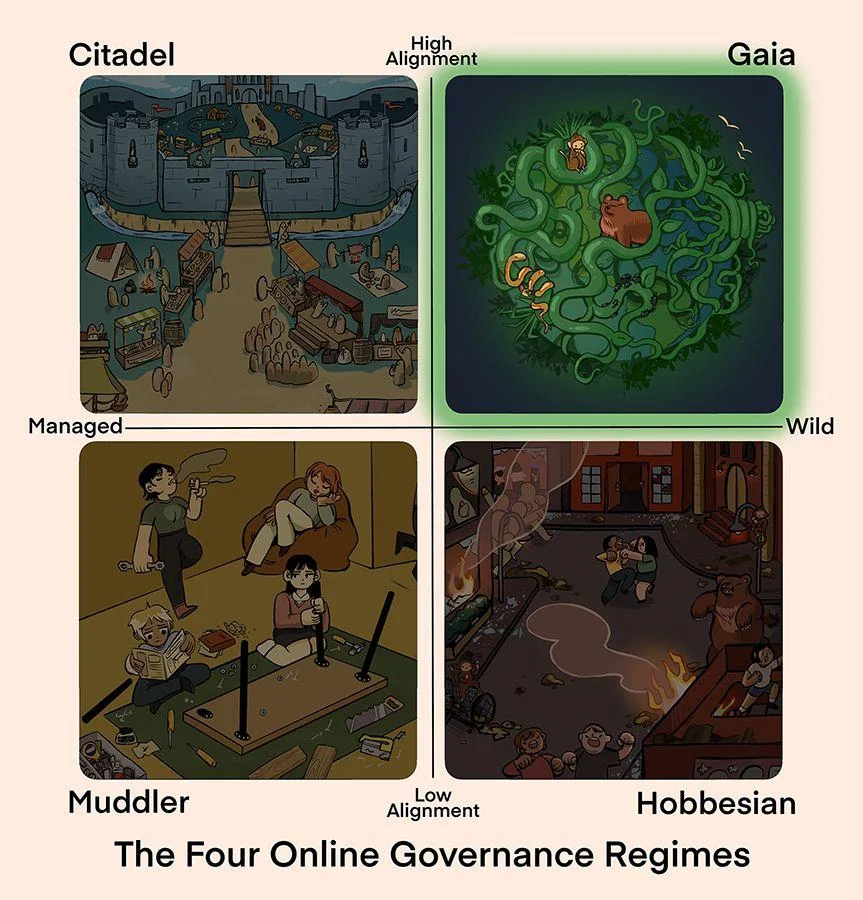 Citadel
High
Alignment
Gaia
Managed
Wild
Muddler
Low
Alignment
Hobbesian
The Four Online Governance Regimes